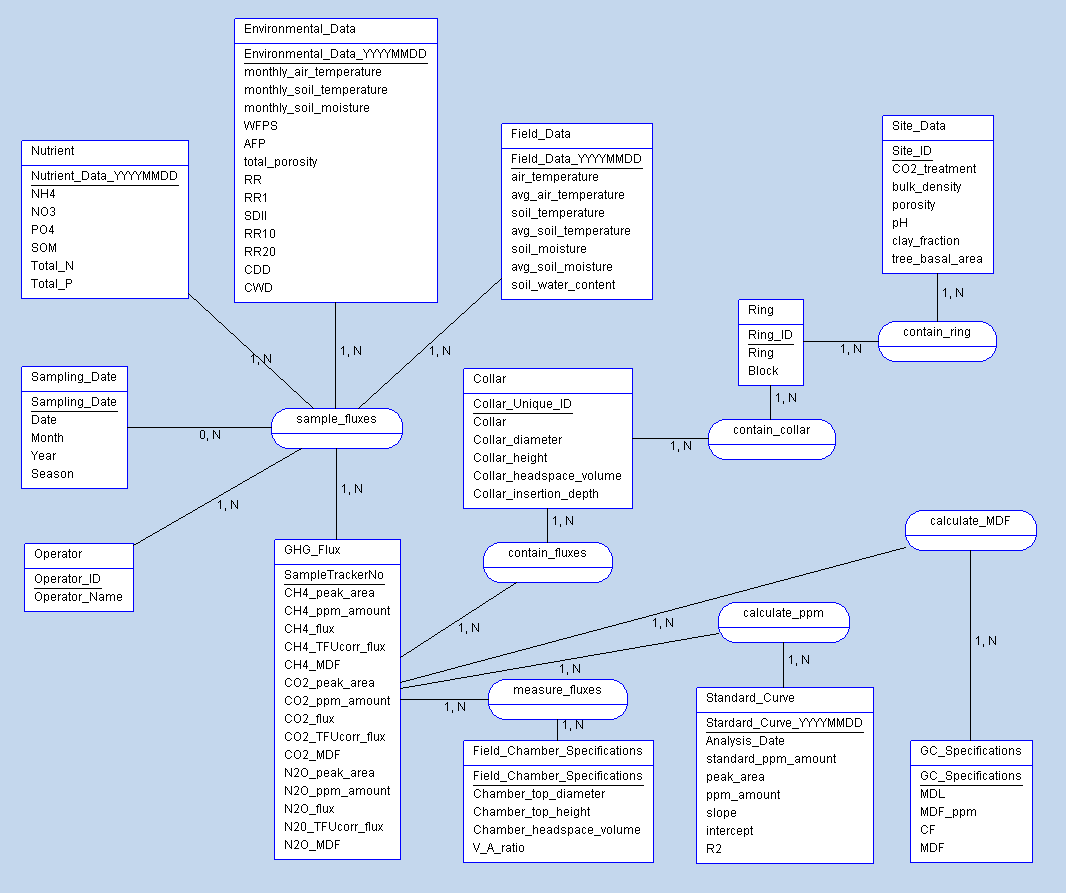 Environmental_Data
Environmental_Data_YYYYMMDD
monthly_air_temperature
monthly_soil_temperature
monthly_soil_moisture
WFPS
AFP
total_porosity
RR
RR1
SDII
RR10
RR20
CDD
CWD
Field_Data
Field_Data_YYYYMMDD
air_temperature
avg_air_temperature
soil_temperature
avg_soil_temperature
soil_moisture
avg_soil_moisture
soil_water_content
Site_Data
Site_ID
CO2_treatment
bulk_density
porosity
pH
clay_fraction
tree_basal_area
Nutrient
Nutrient_Data_YYYYMMDD
NH4
NO3
PO4
SOM
Total_N
Total_P
1, N
1, N
1, N
1, N
Ring
Ring_ID
Ring
Block
contain_ring
1, N
1, N
contain_collar
Sampling_Date
Sampling_Date
Date
Month
Year
Season
0, N
sample_fluxes
Collar
Collar_Unique_ID
Collar
Collar_diameter
Collar_height
Collar_headspace_volume
Collar_insertion_depth
1, N
1, N
1, N
1, N
contain_fluxes
calculate_MDF
Operator
Operator_ID
Operator_Name
GHG_Flux
SampleTrackerNo
CH4_peak_area
CH4_ppm_amount
CH4_flux
CH4_TFUcorr_flux
CH4_MDF
CO2_peak_area
CO2_ppm_amount
CO2_flux
CO2_TFUcorr_flux
CO2_MDF
N2O_peak_area
N2O_ppm_amount
N2O_flux
N20_TFUcorr_flux
N2O_MDF
1, N
1, N
calculate_ppm
1, N
1, N
1, N
measure_fluxes
1, N
1, N
Field_Chamber_Specifications
Field_Chamber_Specifications
Chamber_top_diameter
Chamber_top_height
Chamber_headspace_volume
V_A_ratio
Standard_Curve
Stardard_Curve_YYYYMMDD
Analysis_Date
standard_ppm_amount
peak_area
ppm_amount
slope
intercept
R2
GC_Specifications
GC_Specifications
MDL
MDF_ppm
CF
MDF